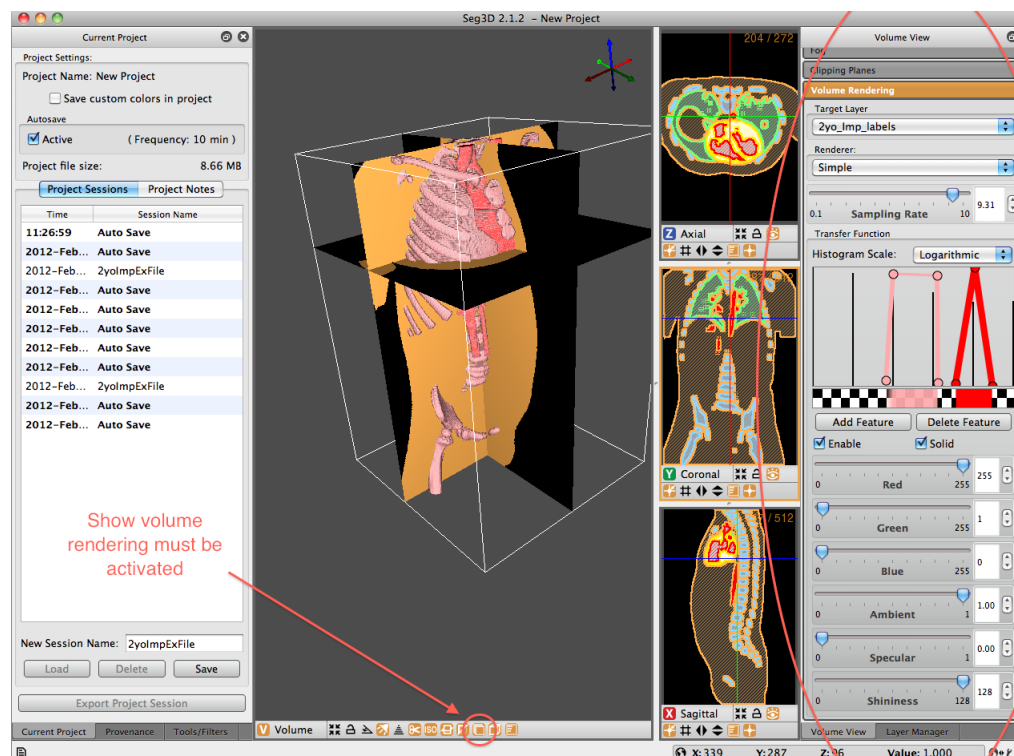 Seg3D 2.1.2 – New Project
Current Project
Project Settings:
Project Name: New Project
Save custom colors in project
Autosave
Active
( Frequency: 10 min )
Project file size:
8.66 MB
Project Sessions
Project Notes
Time
Session Name
11:26:59 Auto Save
2012-Feb... Auto Save
2012-Feb... 2yoImpExFile
2012-Feb... Auto Save
2012-Feb... Auto Save
2012-Feb... Auto Save
2012-Feb... Auto Save
2012-Feb... Auto Save
2012-Feb... 2yoImpExFile
2012-Feb... Auto Save
2012-Feb... Auto Save
Show volume
rendering must be
activated
New Session Name: 2yoImpExFile
Load
Delete
Save
Export Project Session
Current Project
Provenance
Tools/Filters
V Volume
ISO
204 / 272
Z Axial
Y Coronal
/ 512
X Sagittal
Volume View
Fog
Clipping Planes
Volume Rendering
Target Layer
2yo_Imp_labels
Renderer:
Simple
9.31
0.1 Sampling Rate 10
Transfer Function
Histogram Scale: Logarithmic
Add Feature
Delete Feature
Enable
Solid
255
0 Red 255
1
0 Green 255
0
0 Blue 255
1.00
0 Ambient 1
0.00
0 Specular 1
128
0 Shininess 128
Volume View
Layer Manager
X: 339 Y: 287 Z: 96 Value: 1.000